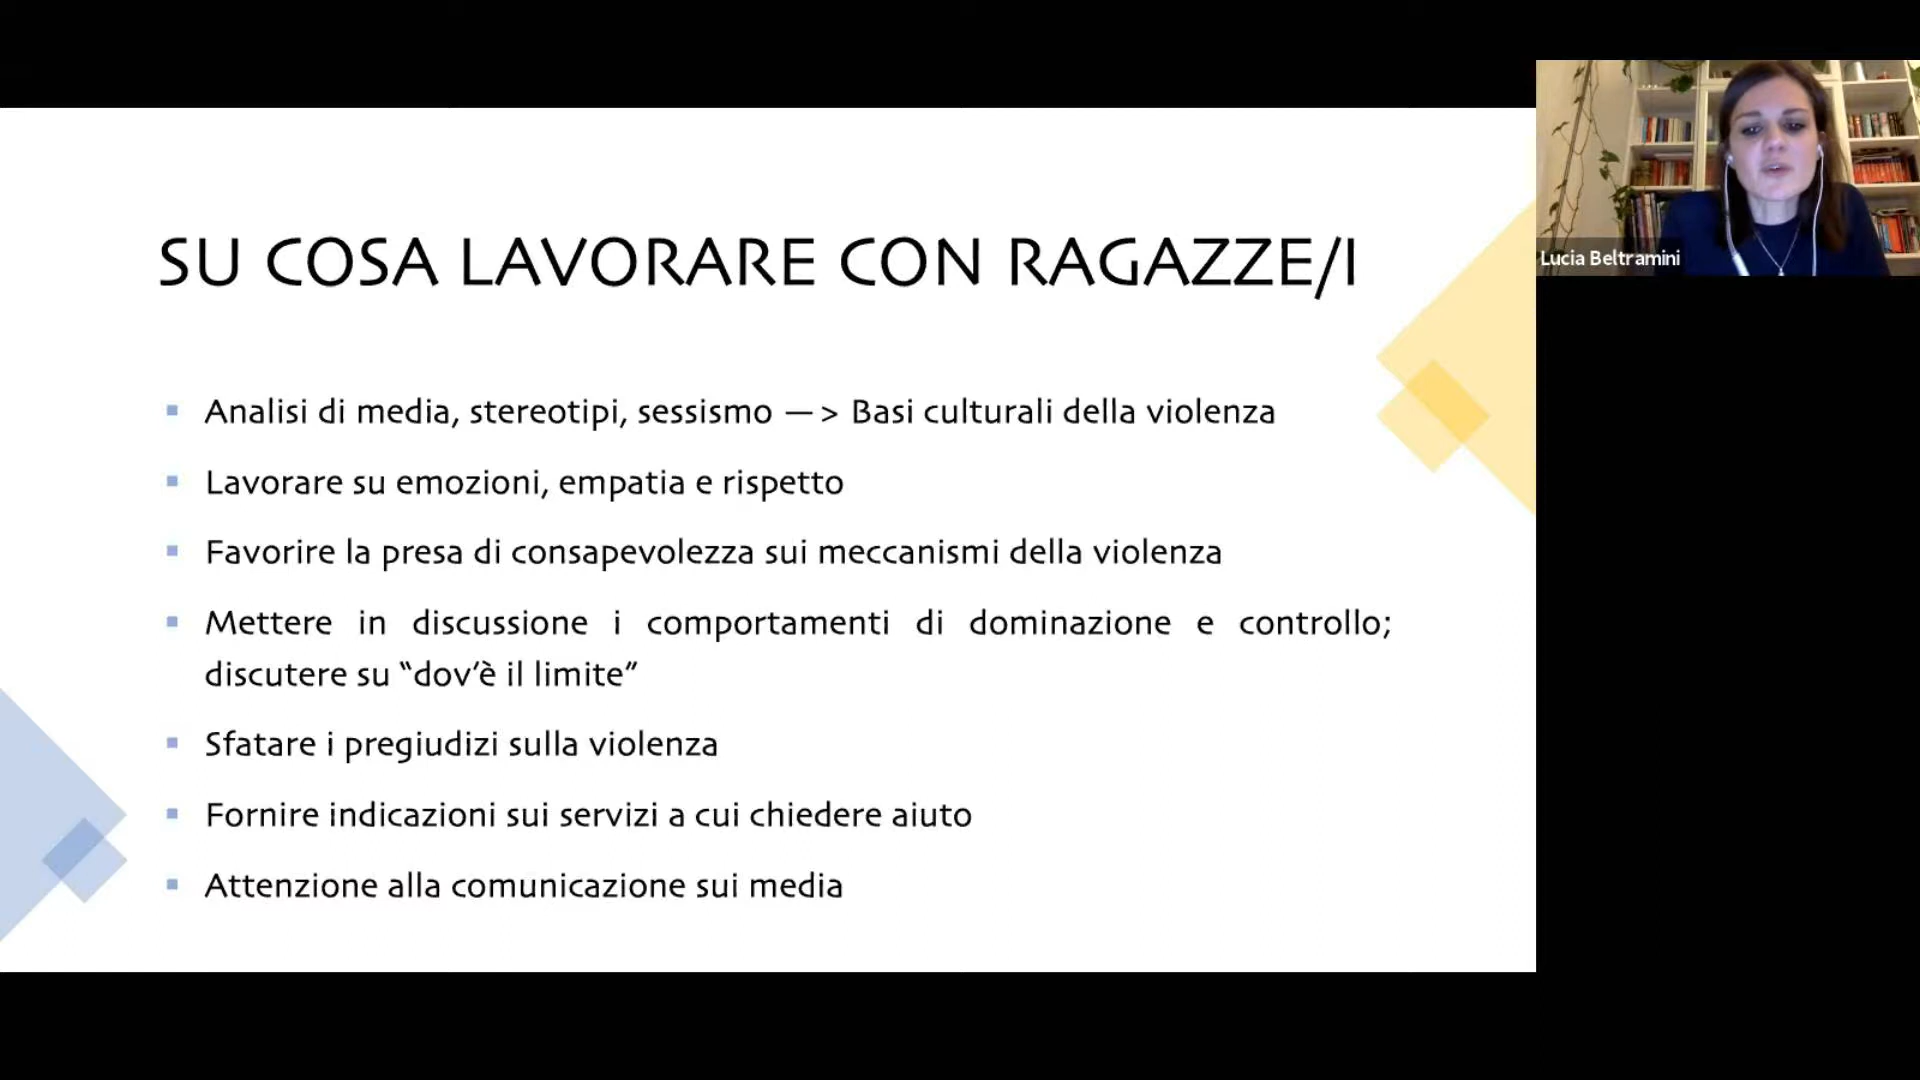 SU COSA LAVORARE CON RAGAZZE/I
Lucia Beltramini
▪ Analisi di media, stereotipi, sessismo —> Basi culturali della violenza
▪ Lavorare su emozioni, empatia e rispetto
▪ Favorire la presa di consapevolezza sui meccanismi della violenza
▪ Mettere in discussione i comportamenti di dominazione e controllo;
discutere su “dov’è il limite”
▪ Sfatare i pregiudizi sulla violenza
▪ Fornire indicazioni sui servizi a cui chiedere aiuto
▪ Attenzione alla comunicazione sui media